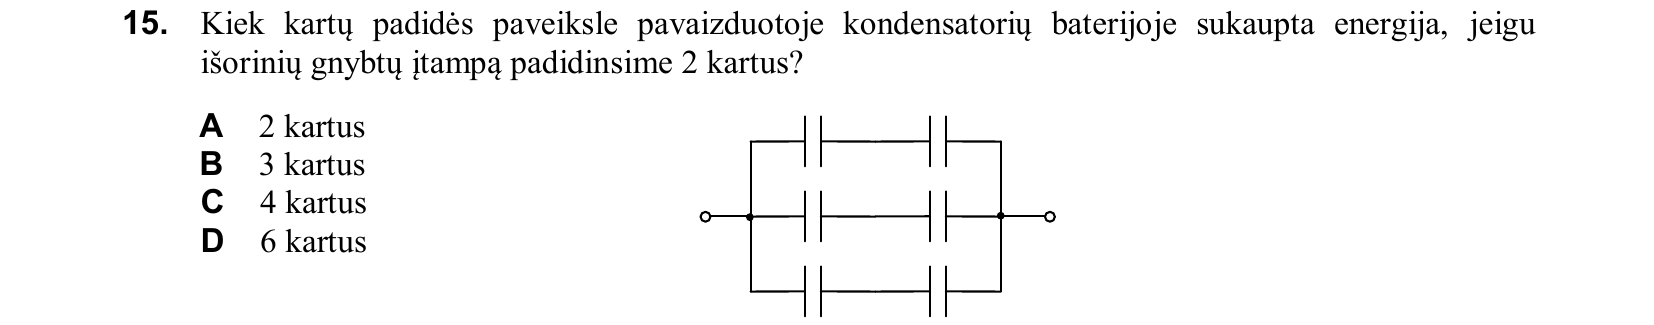 15. Kiek kartų padidės paveiksle pavaizduotoje kondensatorių baterijoje sukaupta energija, jeigu
išorinių gnybtų įtampą padidinsime 2 kartus?
A 2 kartus
B 3 kartus
C 4 kartus
D 6 kartus